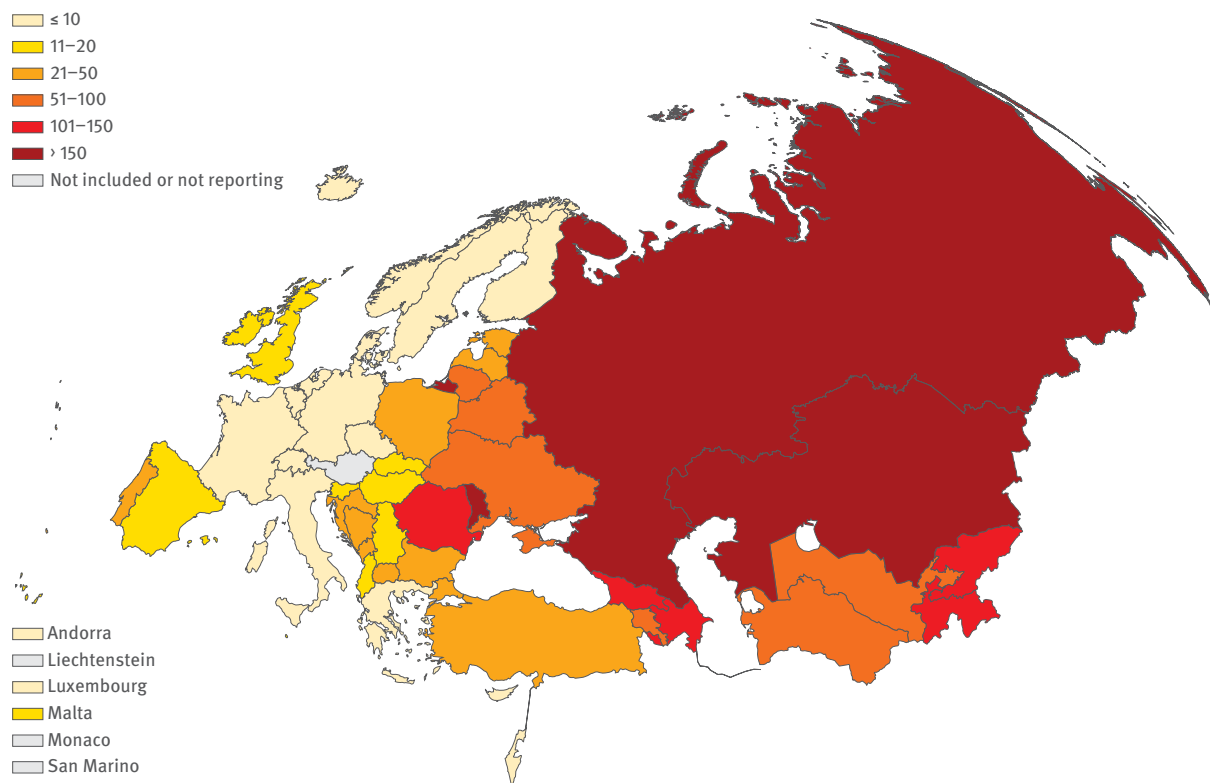 ≤ 10
11–20
21–50
51–100
101–150
> 150
Not included or not reporting
Andorra
Liechtenstein
Luxembourg
Malta
Monaco
San Marino